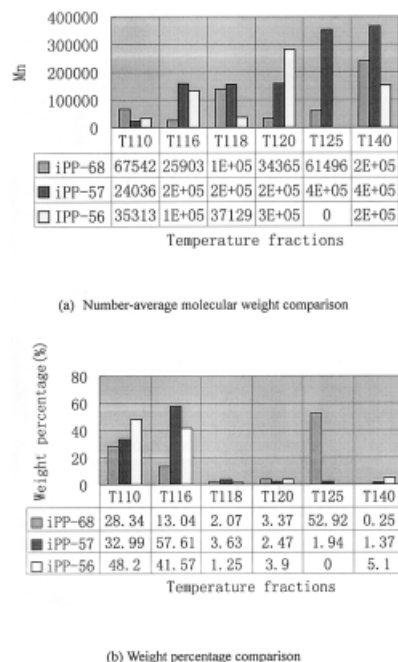 400000
300000
200000
100000
0
Mn
T110 T116 T118 T120 T125 T140
iPP-68 67542 25903 1E+05 34365 61496 2E+05
iPP-57 24036 2E+05 2E+05 2E+05 4E+05 4E+05
IPP-56 35313 1E+05 37129 3E+05 0 2E+05
Temperature fractions
(a) Number-average molecular weight comparison
Weight percentage(%)
80
60
40
20
0
T110 T116 T118 T120 T125 T140
iPP-68 28.34 13.04 2.07 3.37 52.92 0.25
iPP-57 32.99 57.61 3.63 2.47 1.94 1.37
iPP-56 48.2 41.57 1.25 3.9 0 5.1
Temperature fractions
(b) Weight percentage comparison